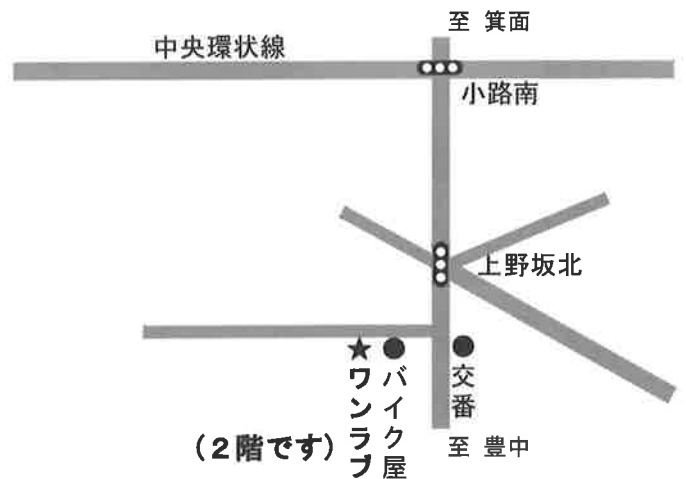 至 箕面
中央環状線
小路南
上野坂北
交番
バイク屋
ワンラブ
(2階です)
至 豊中